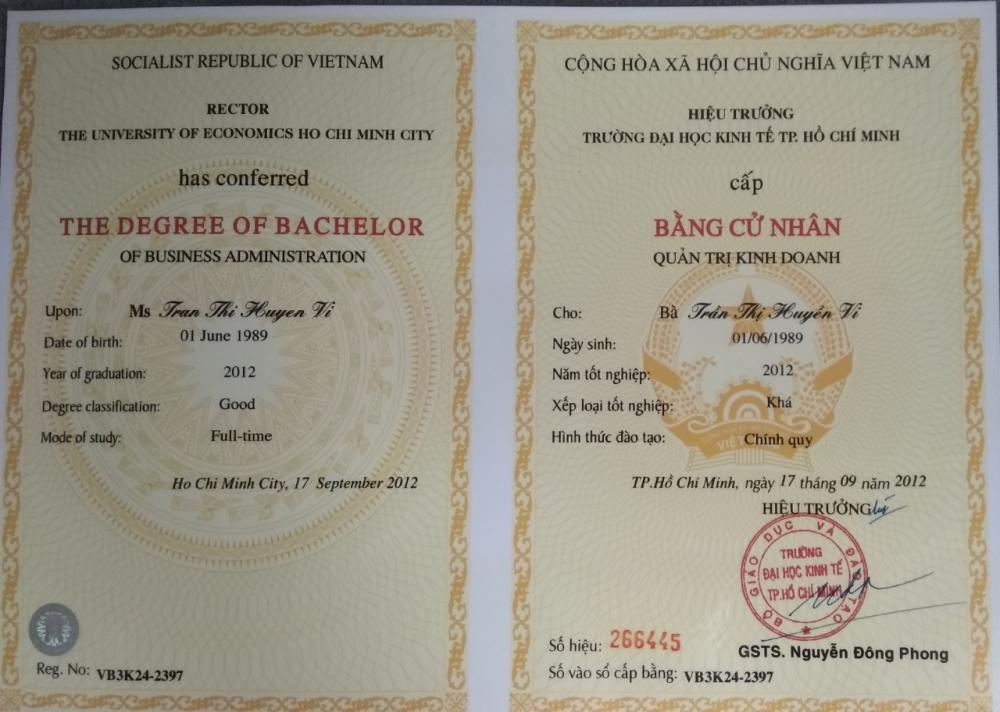 SOCIALIST REPUBLIC OF VIETNAM
RECTOR
THE UNIVERSITY OF ECONOMICS HO CHI MINH CITY
has conferred
THE DEGREE OF BACHELOR
OF BUSINESS ADMINISTRATION
Upon: Ms Tran Thi Huyen Vi
Date of birth: 01 June 1989
Year of graduation: 2012
Degree classification: Good
Mode of study: Full-time
Ho Chi Minh City, 17 September 2012
Reg. No: VB3K24-2397
CỘNG HÒA XÃ HỘI CHỦ NGHĨA VIỆT NAM
HIỆU TRƯỞNG
TRƯỜNG ĐẠI HỌC KINH TẾ TP. HỒ CHÍ MINH
cấp
BẰNG CỬ NHÂN
QUẢN TRỊ KINH DOANH
Cho: Bà Trần Thị Huyền Vi
Ngày sinh: 01/06/1989
Năm tốt nghiệp: 2012
Xếp loại tốt nghiệp: Khá
Hình thức đào tạo: Chính quy
TP.Hồ Chí Minh, ngày 17 tháng 09 năm 2012
HIỆU TRƯỞNG
BỘ GIÁO DỤC VÀ ĐÀO TẠO
TRƯỜNG
ĐẠI HỌC KINH TẾ
TP.HỒ CHÍ MINH
Số hiệu: 266445
GSTS. Nguyễn Đông Phong
Số vào sổ cấp bằng: VB3K24-2397